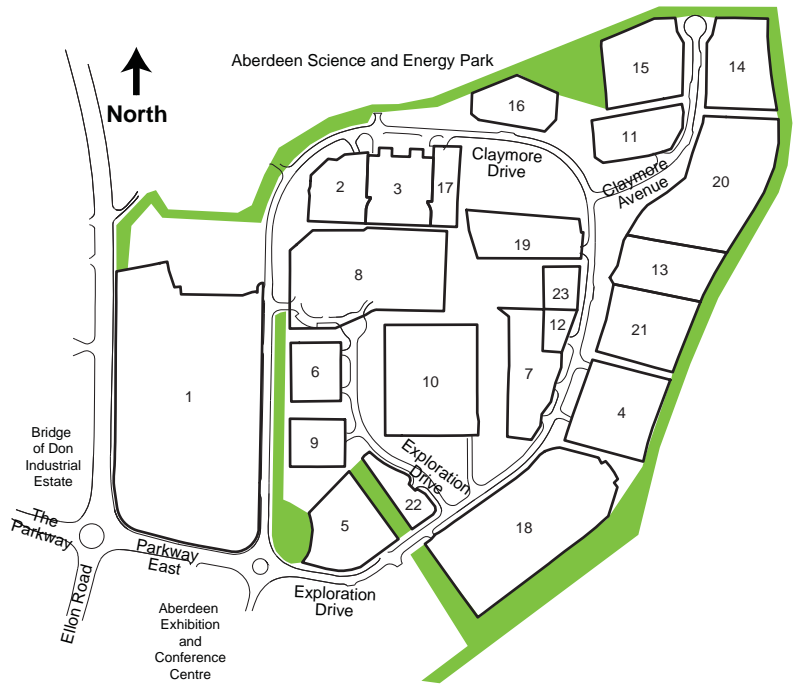 Aberdeen Science and Energy Park
North
15
14
16
11
Claymore
Drive
2
3
17
Claymore
Avenue
20
19
8
13
23
12
21
6
7
10
4
1
9
Bridge
of Don
Industrial
Estate
Exploration
Drive
22
5
18
The
Parkway
Parkway
East
Ellon Road
Exploration
Drive
Aberdeen
Exhibition
and
Conference
Centre